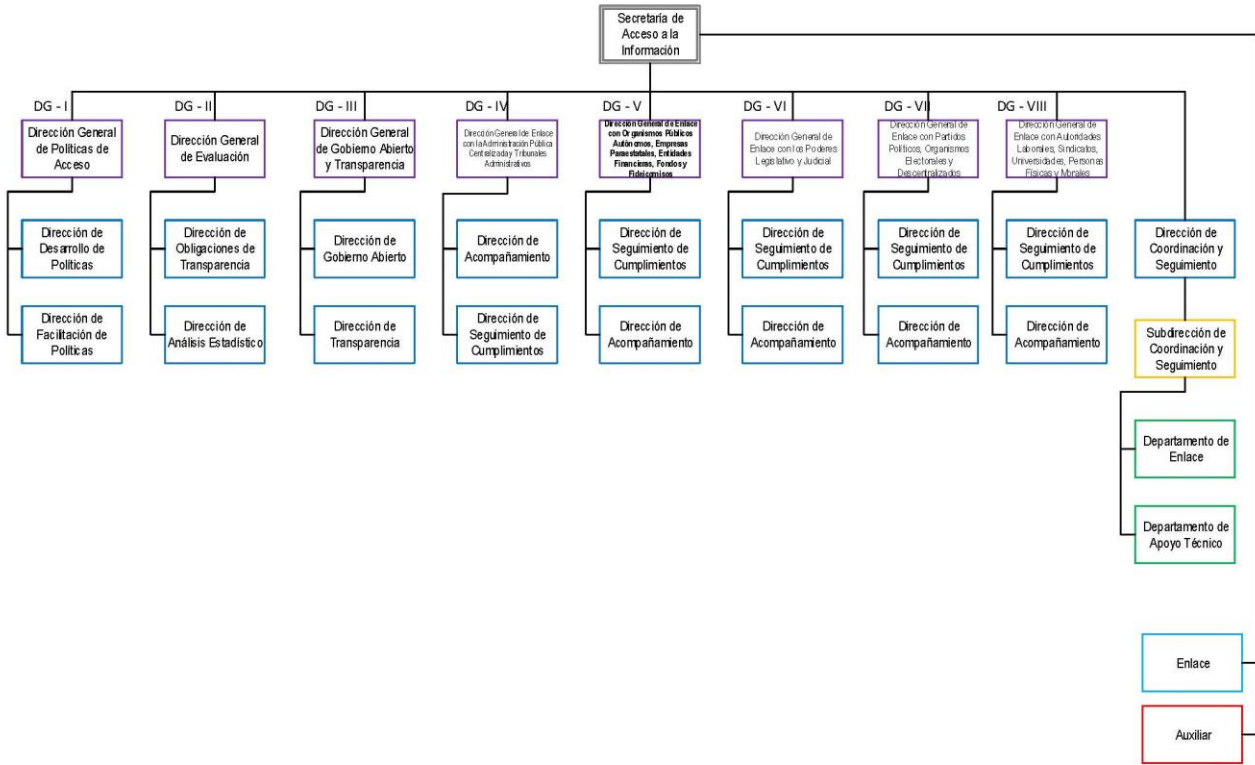 Secretaría de
Acceso a la
Información
DG - I
DG - II
DG - III
DG - IV
DG - V
DG - VI
DG - VII
DG - VIII
Dirección General
de Políticas de
Acceso
Dirección General
de Evaluación
Dirección General
de Gobierno Abierto
y Transparencia
Dirección General de Enlace
con la Administración Pública
Centralizada y Tribunales
Administrativos
Dirección General de Enlace
con Organismos Públicos
Autónomos, Empresas
Paraestatales, Entidades
Financieras, Fondos y
Fideicomisos
Dirección General de
Enlace con los Poderes
Legislativo y Judicial
Dirección General de
Enlace con Partidos
Políticos, Organismos
Electorales y
Descentralizados
Dirección General de
Enlace con Autoridades
Laborales, Sindicatos,
Universidades, Personas
Físicas y Morales
Dirección de
Desarrollo de
Políticas
Dirección de
Obligaciones de
Transparencia
Dirección de
Gobierno Abierto
Dirección de
Acompañamiento
Dirección de
Seguimiento de
Cumplimientos
Dirección de
Seguimiento de
Cumplimientos
Dirección de
Seguimiento de
Cumplimientos
Dirección de
Seguimiento de
Cumplimientos
Dirección de
Coordinación y
Seguimiento
Dirección de
Facilitación de
Políticas
Dirección de
Análisis Estadístico
Dirección de
Transparencia
Dirección de
Seguimiento de
Cumplimientos
Dirección de
Acompañamiento
Dirección de
Acompañamiento
Dirección de
Acompañamiento
Dirección de
Acompañamiento
Subdirección de
Coordinación y
Seguimiento
Departamento de
Enlace
Departamento de
Apoyo Técnico
Enlace
Auxiliar